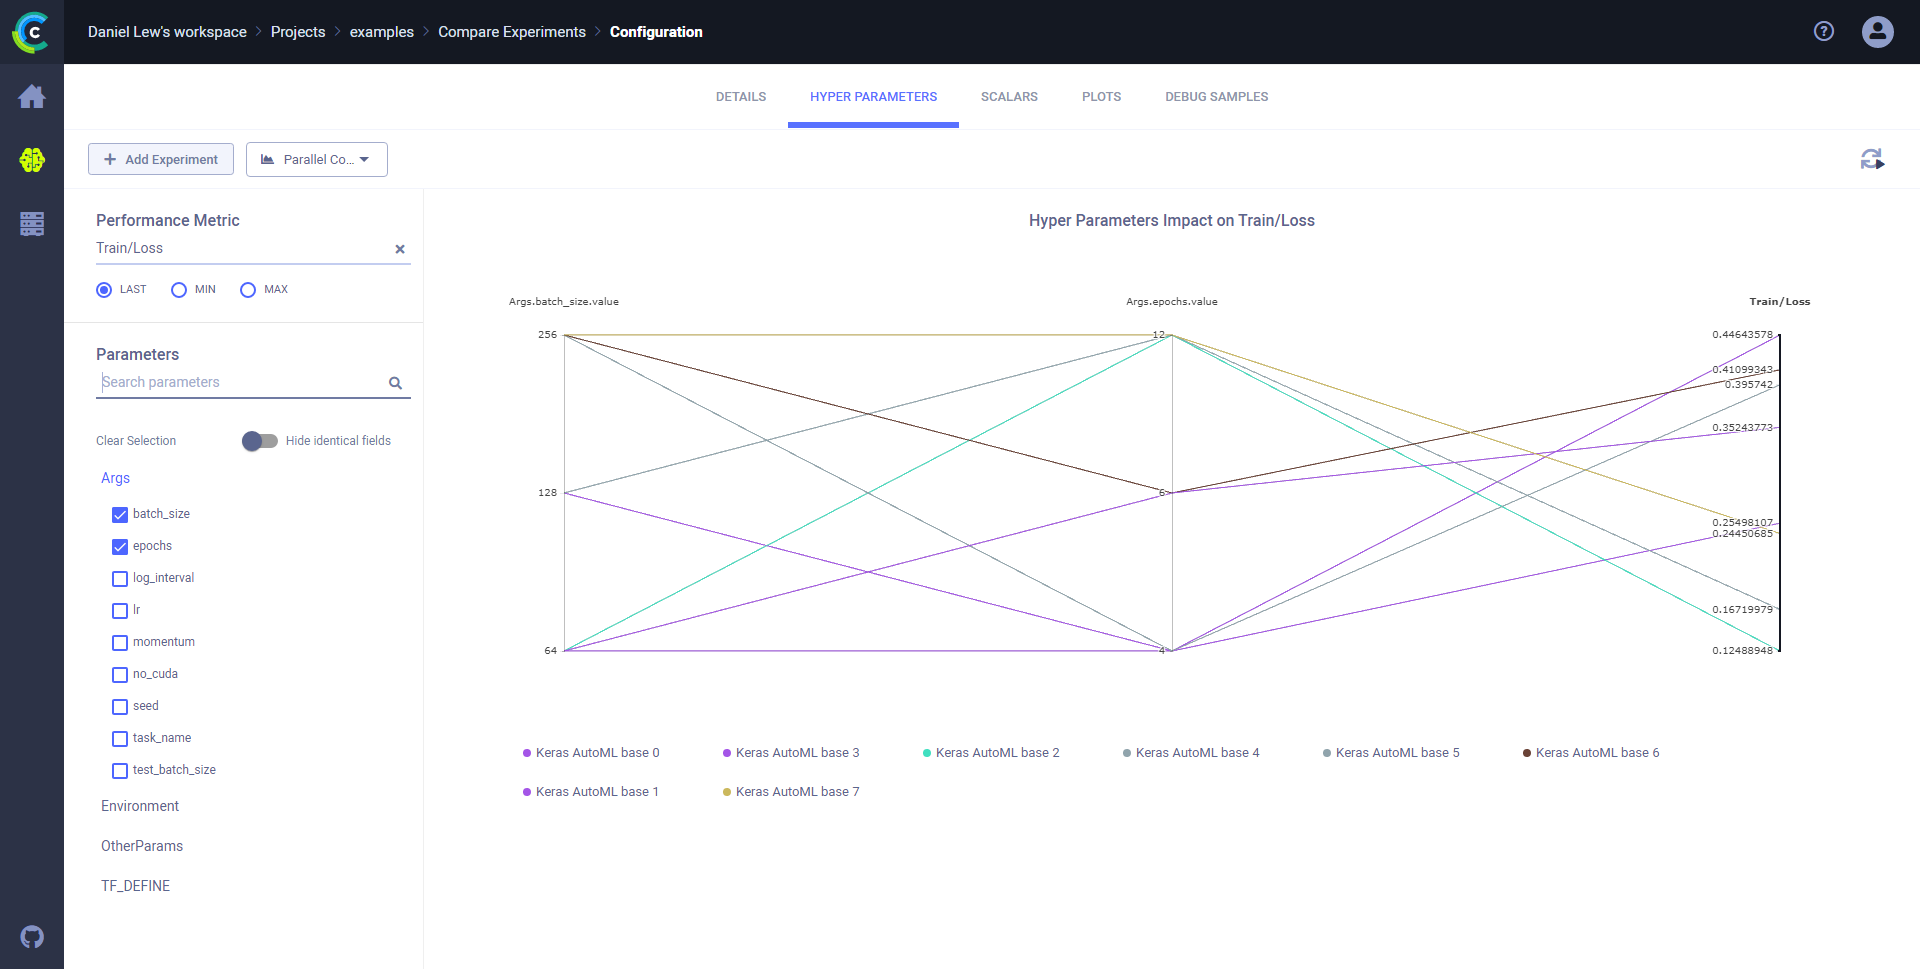 Daniel Lew's workspace > Projects > examples > Compare Experiments > Configuration
DETAILS HYPER PARAMETERS SCALARS PLOTS DEBUG SAMPLES
+ Add Experiment Parallel Co...
Performance Metric
Train/Loss
LAST MIN MAX
Parameters
Search parameters
Clear Selection Hide identical fields
Args
batch_size
epochs
log_interval
lr
momentum
no_cuda
seed
task_name
test_batch_size
Environment
OtherParams
TF_DEFINE
Hyper Parameters Impact on Train/Loss
Args.batch_size.value Args.epochs.value Train/Loss
256 12 0.44643578
0.41099343
0.395742
0.35243773
128 6
0.25498107
0.24450685
0.16719979
64 4 0.12488948
Keras AutoML base 0 Keras AutoML base 3 Keras AutoML base 2 Keras AutoML base 4 Keras AutoML base 5 Keras AutoML base 6
Keras AutoML base 1 Keras AutoML base 7